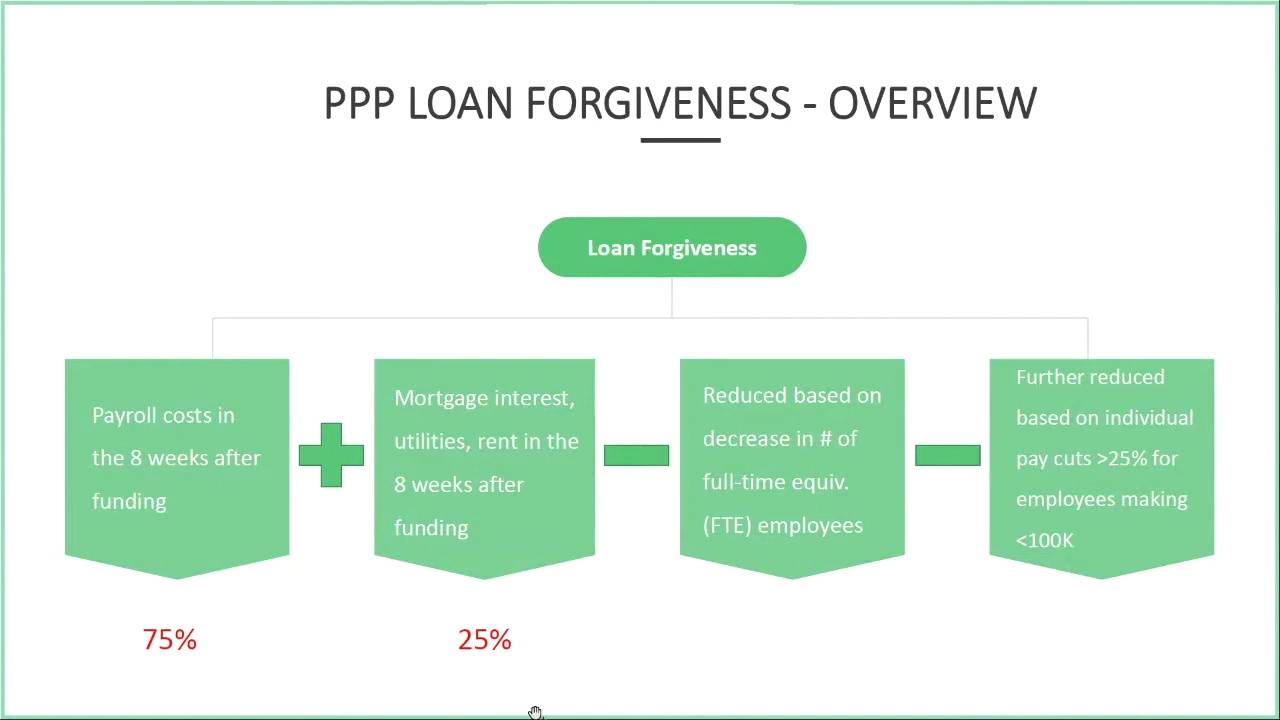 PPP LOAN FORGIVENESS - OVERVIEW
Loan Forgiveness
Payroll costs in
the 8 weeks after
funding
Mortgage interest,
utilities, rent in the
8 weeks after
funding
Reduced based on
decrease in # of
full-time equiv.
(FTE) employees
Further reduced
based on individual
pay cuts >25% for
employees making
<100K
75%
25%